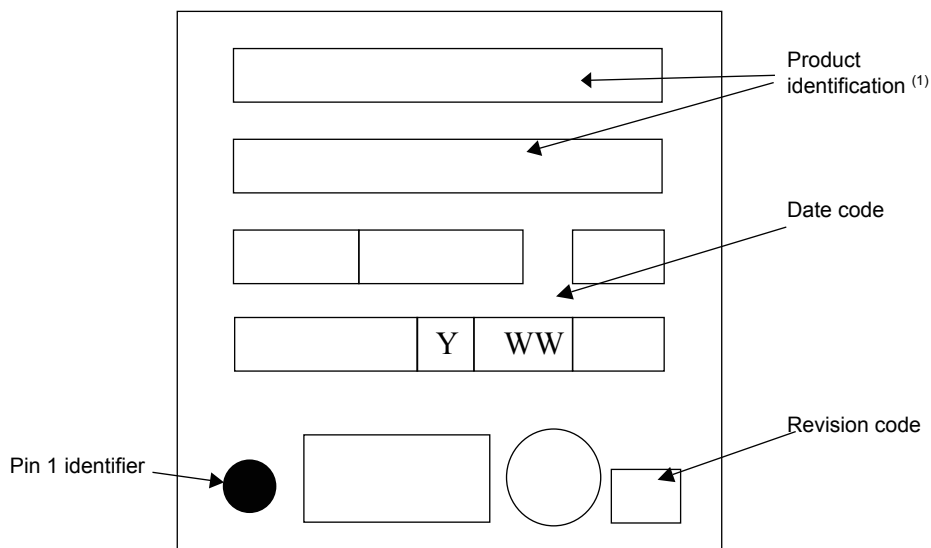 Product
identification (1)
Date code
Y WW
Revision code
Pin 1 identifier